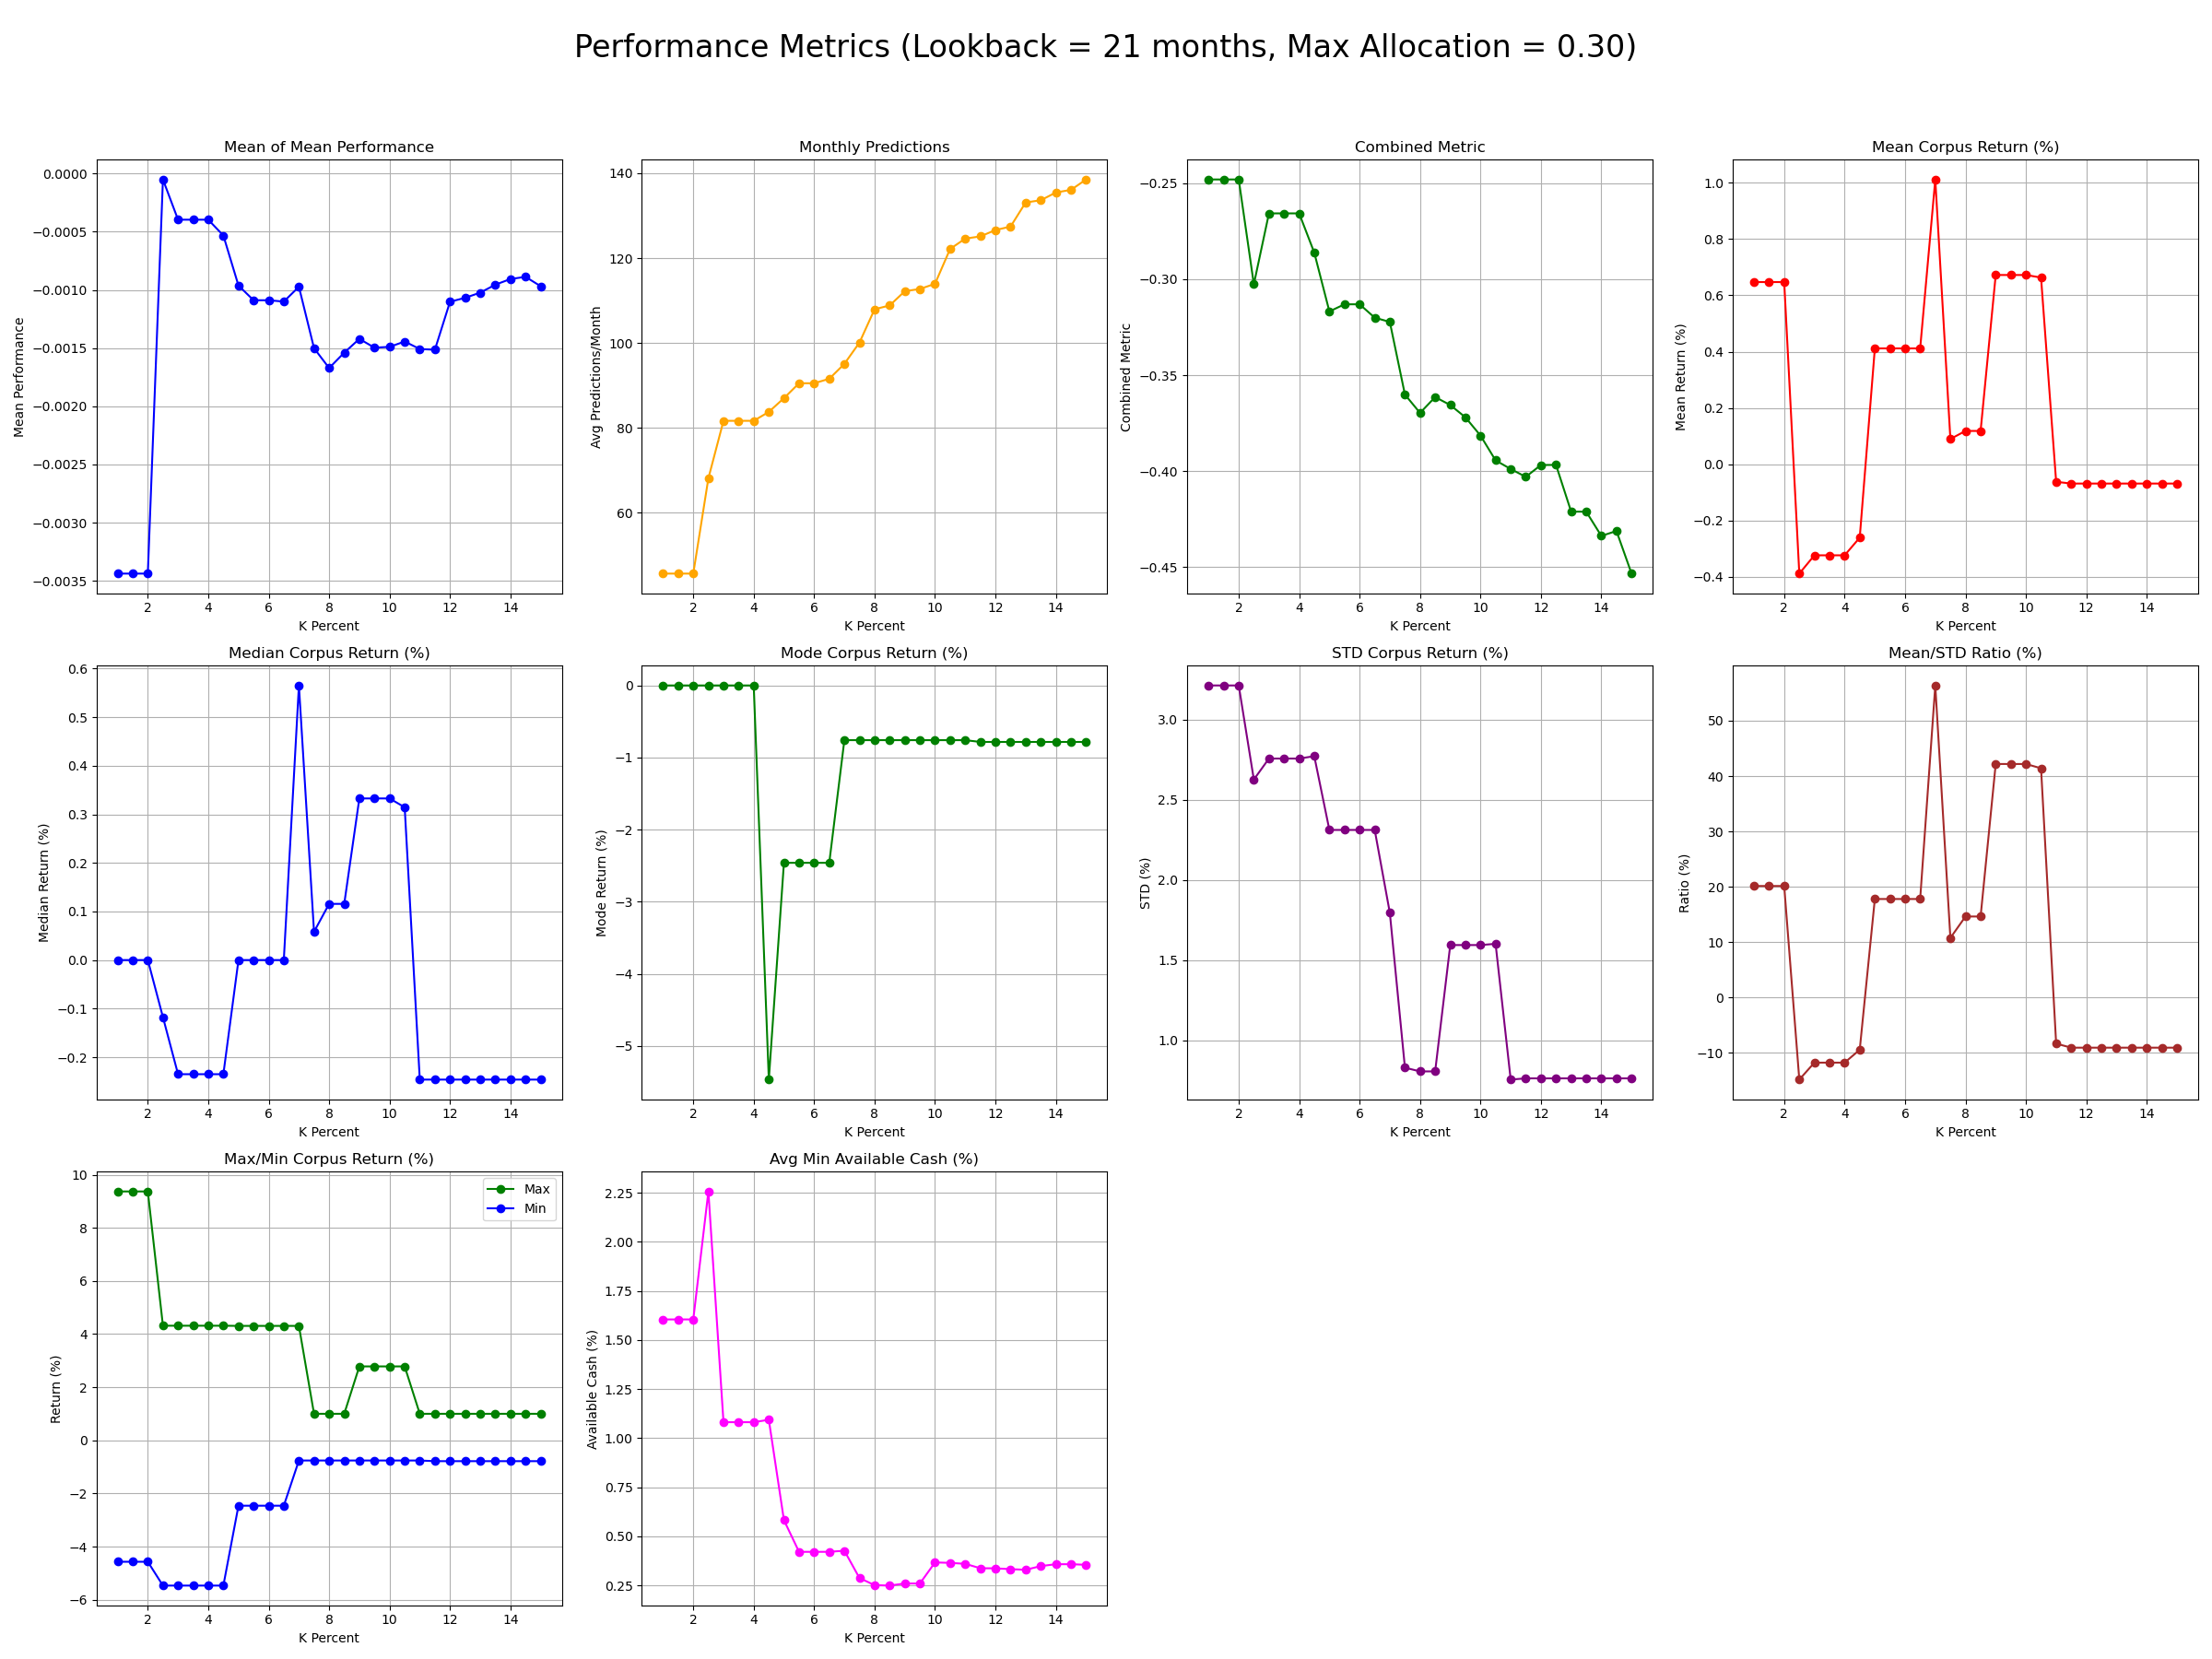 Performance Metrics (Lookback = 21 months, Max Allocation = 0.30)
Mean of Mean Performance
Mean Performance
0.0000
−0.0005
−0.0010
−0.0015
−0.0020
−0.0025
−0.0030
−0.0035
2 4 6 8 10 12 14
K Percent
Monthly Predictions
Avg Predictions/Month
140
120
100
80
60
2 4 6 8 10 12 14
K Percent
Combined Metric
Combined Metric
−0.25
−0.30
−0.35
−0.40
−0.45
2 4 6 8 10 12 14
K Percent
Mean Corpus Return (%)
Mean Return (%)
1.0
0.8
0.6
0.4
0.2
0.0
−0.2
−0.4
2 4 6 8 10 12 14
K Percent
Median Corpus Return (%)
Median Return (%)
0.6
0.5
0.4
0.3
0.2
0.1
0.0
−0.1
−0.2
2 4 6 8 10 12 14
K Percent
Mode Corpus Return (%)
Mode Return (%)
0
−1
−2
−3
−4
−5
2 4 6 8 10 12 14
K Percent
STD Corpus Return (%)
STD (%)
3.0
2.5
2.0
1.5
1.0
2 4 6 8 10 12 14
K Percent
Mean/STD Ratio (%)
Ratio (%)
50
40
30
20
10
0
−10
2 4 6 8 10 12 14
K Percent
Max/Min Corpus Return (%)
Return (%)
10
8
6
4
2
0
−2
−4
−6
Max
Min
2 4 6 8 10 12 14
K Percent
Avg Min Available Cash (%)
Available Cash (%)
2.25
2.00
1.75
1.50
1.25
1.00
0.75
0.50
0.25
2 4 6 8 10 12 14
K Percent